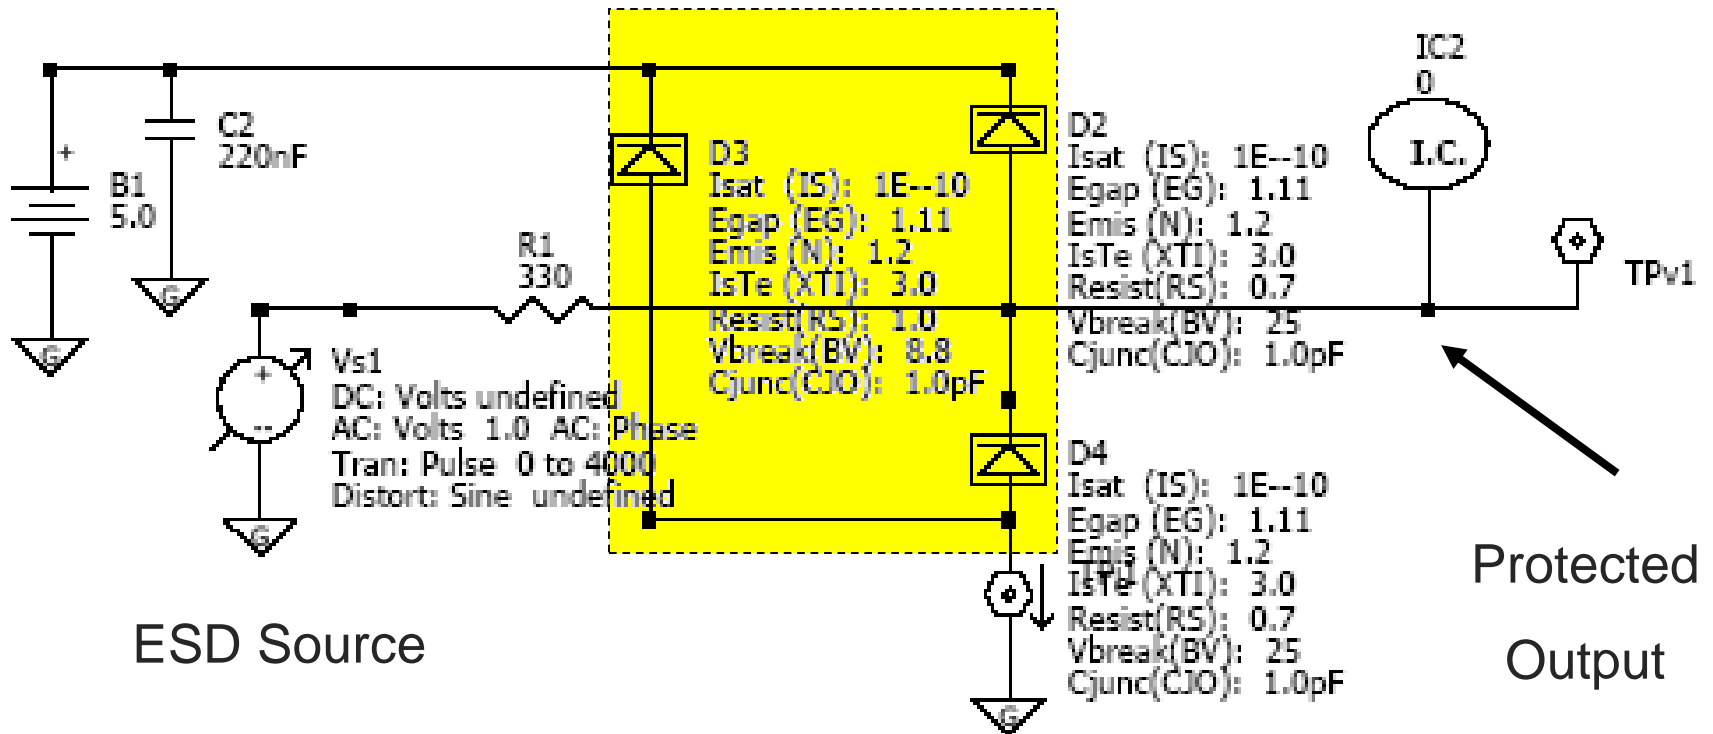 IC2
0
I.C.
C2
220nF
B1
5.0
+
G
G
R1
330
D3
Isat (IS): 1E--10
Egap (EG): 1.11
Emis (N): 1.2
IsTe (XTI): 3.0
Resist(RS): 1.0
Vbreak(BV): 8.8
Cjunc(CJO): 1.0pF
D2
Isat (IS): 1E--10
Egap (EG): 1.11
Emis (N): 1.2
IsTe (XTI): 3.0
Resist(RS): 0.7
Vbreak(BV): 25
Cjunc(CJO): 1.0pF
TPv1
Vs1
DC: Volts undefined
AC: Volts 1.0 AC: Phase
Tran: Pulse 0 to 4000
Distort: Sine undefined
+
--
G
D4
Isat (IS): 1E--10
Egap (EG): 1.11
Emis (N): 1.2
IsTe (XTI): 3.0
Resist(RS): 0.7
Vbreak(BV): 25
Cjunc(CJO): 1.0pF
G
ESD Source
Protected
Output